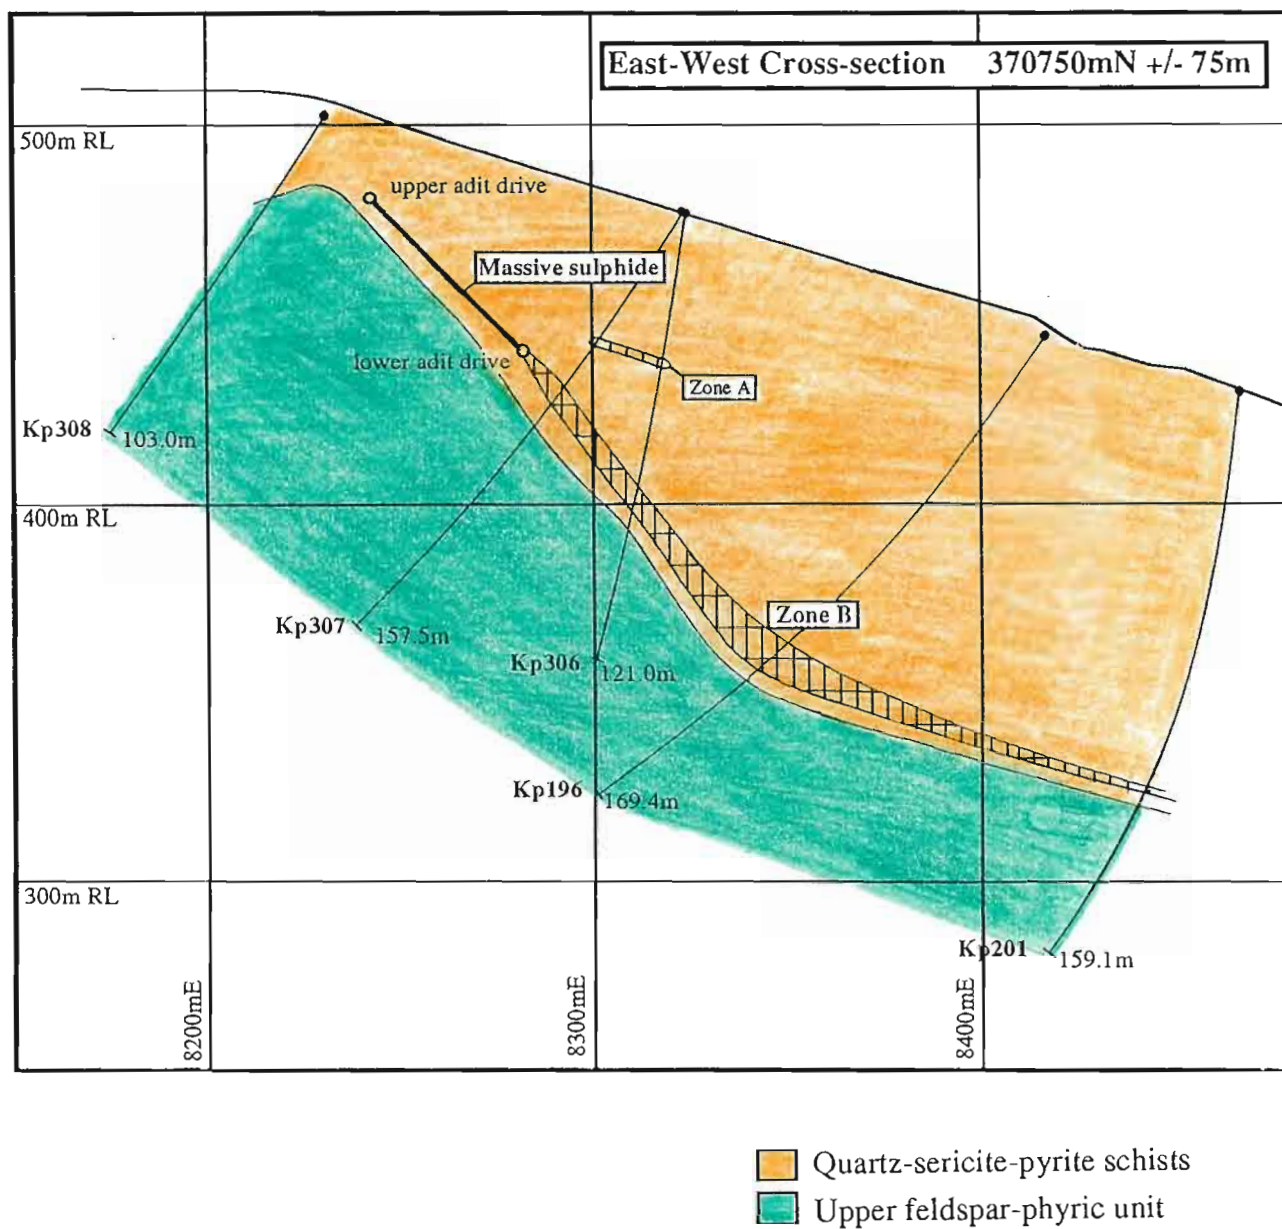 East-West Cross-section 370750mN +/- 75m
500m RL
upper adit drive
Massive sulphide
lower adit drive
Zone A
Kp308
103.0m
400m RL
Zone B
Kp307
157.5m
Kp306
121.0m
Kp196
169.4m
300m RL
Kp201
159.1m
8200mE
8300mE
8400mE
Quartz-sericite-pyrite schists
Upper feldspar-phyric unit